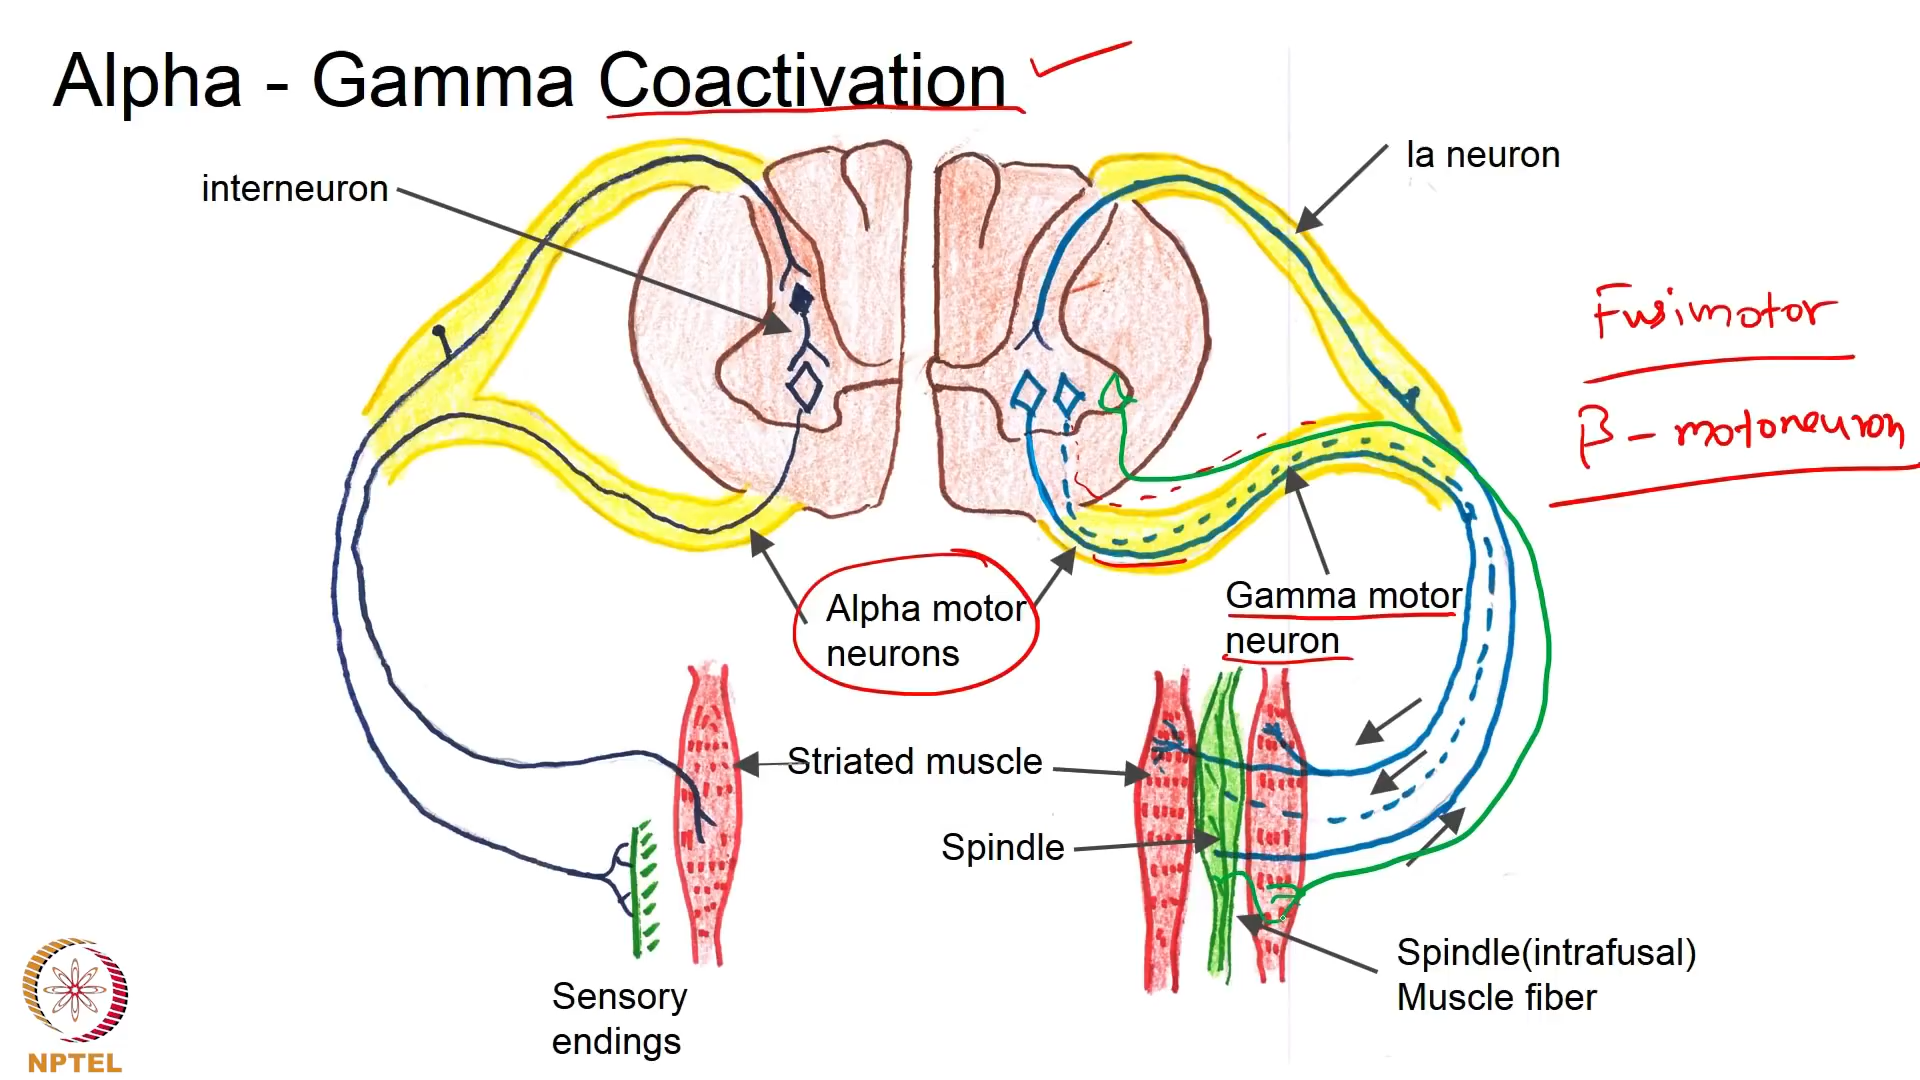 Alpha - Gamma Coactivation
interneuron
Ia neuron
Fusimotor
β - motoneuron
Alpha motor
neurons
Gamma motor
neuron
Striated muscle
Spindle
Spindle(intrafusal)
Muscle fiber
Sensory
endings
NPTEL